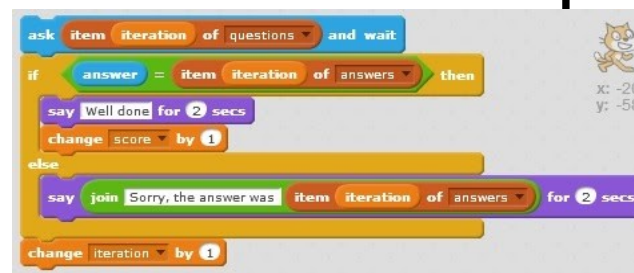 ask item iteration of questions and wait
if answer = item iteration of answers then
say Well done for 2 secs
change score by 1
else
say join Sorry, the answer was item iteration of answers for 2 secs
change iteration by 1